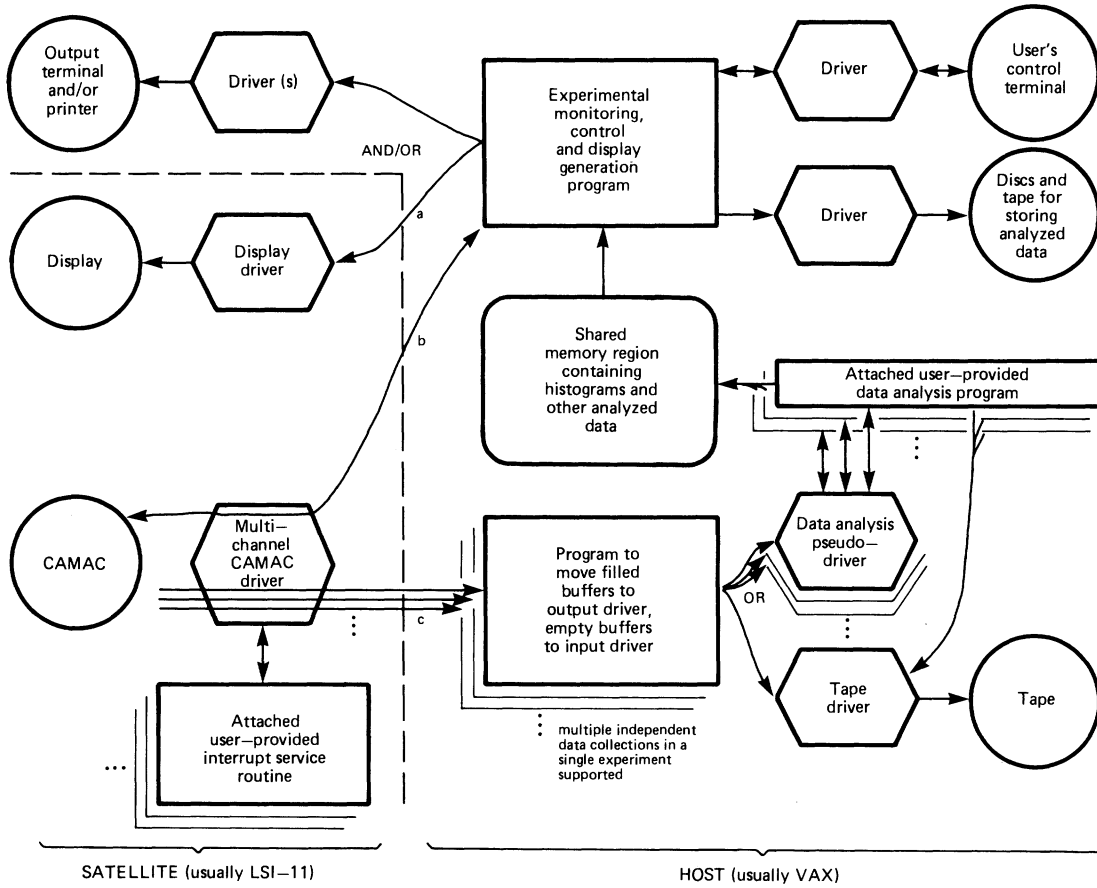 Output
terminal
and/or
printer
Driver (s)
AND/OR
Experimental
monitoring,
control
and display
generation
program
Driver
User's
control
terminal
Driver
Discs and
tape for
storing
analyzed
data
a
Display
Display
driver
b
Shared
memory region
containing
histograms and
other analyzed
data
Attached user—provided
data analysis program
CAMAC
Multi—
channel
CAMAC
driver
c
Program to
move filled
buffers to
output driver,
empty buffers
to input driver
OR
Data analysis
pseudo—
driver
Tape
driver
Tape
Attached
user—provided
interrupt service
routine
multiple independent
data collections in a
single experiment
supported
SATELLITE (usually LSI—11)
HOST (usually VAX)